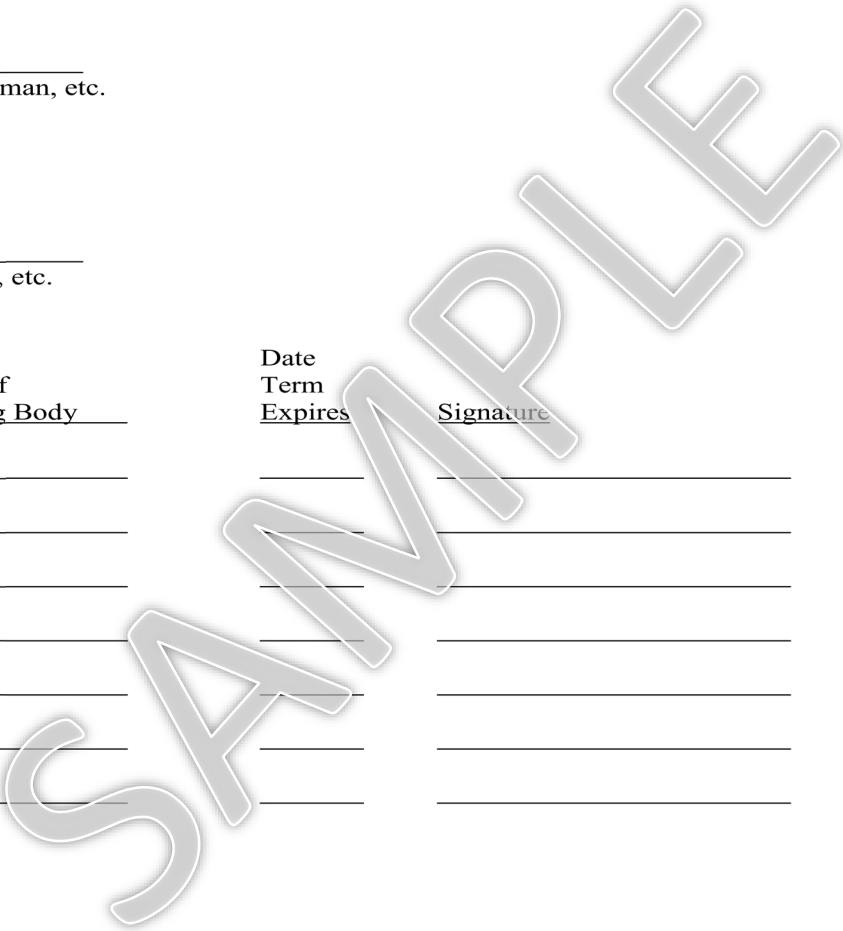 man, etc.
, etc.
Date
f Term
g Body Expires Signature
SAMPLE